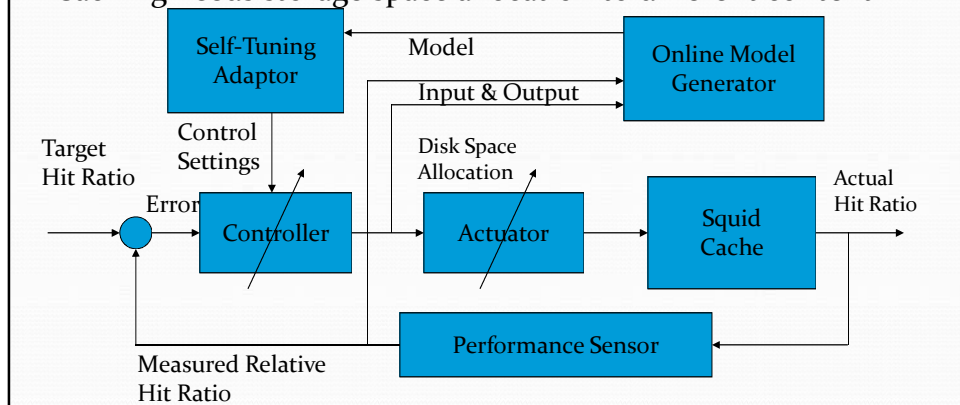 Self-Tuning
Adaptor
Model
Online Model
Generator
Input & Output
Control
Settings
Disk Space
Allocation
Target
Hit Ratio
Error
Controller
Actuator
Squid
Cache
Actual
Hit Ratio
Performance Sensor
Measured Relative
Hit Ratio